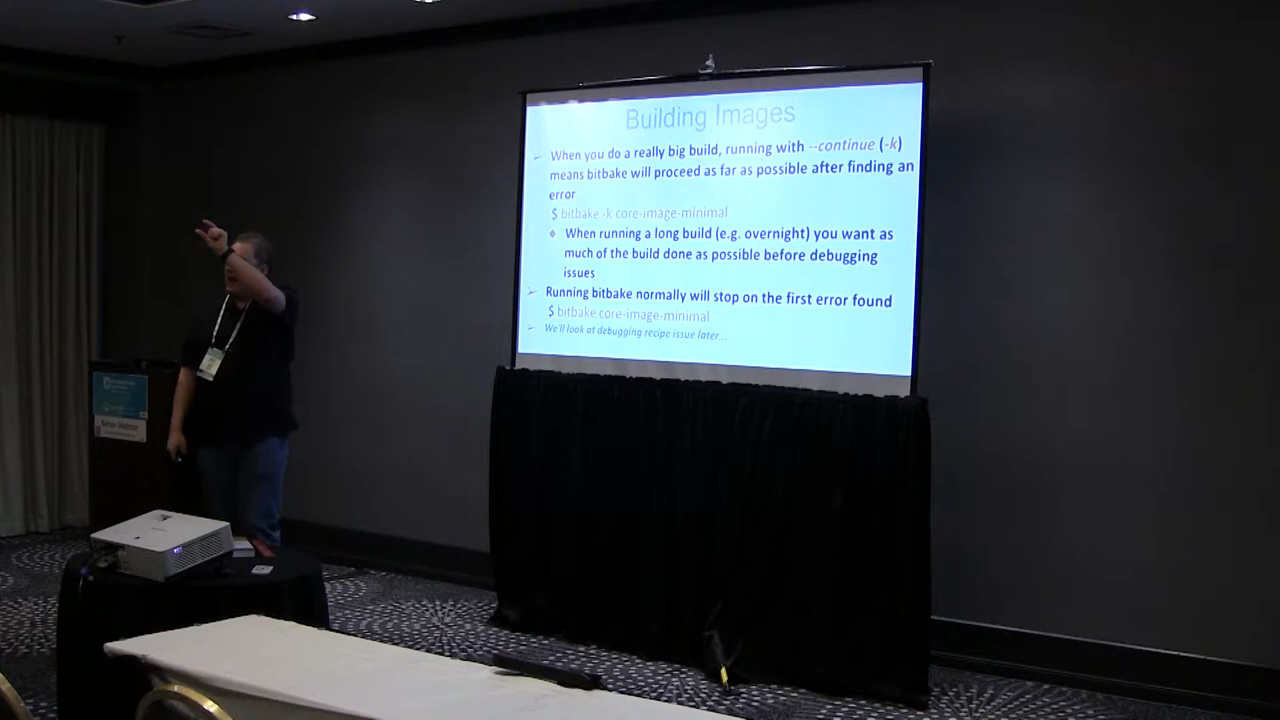 Building Images
When you do a really big build, running with --continue (-k)
means bitbake will proceed as far as possible after finding an
error
$ bitbake -k core-image-minimal
When running a long build (e.g. overnight) you want as
much of the build done as possible before debugging
issues
Running bitbake normally will stop on the first error found
$ bitbake core-image-minimal
We'll look at debugging recipe issue later...